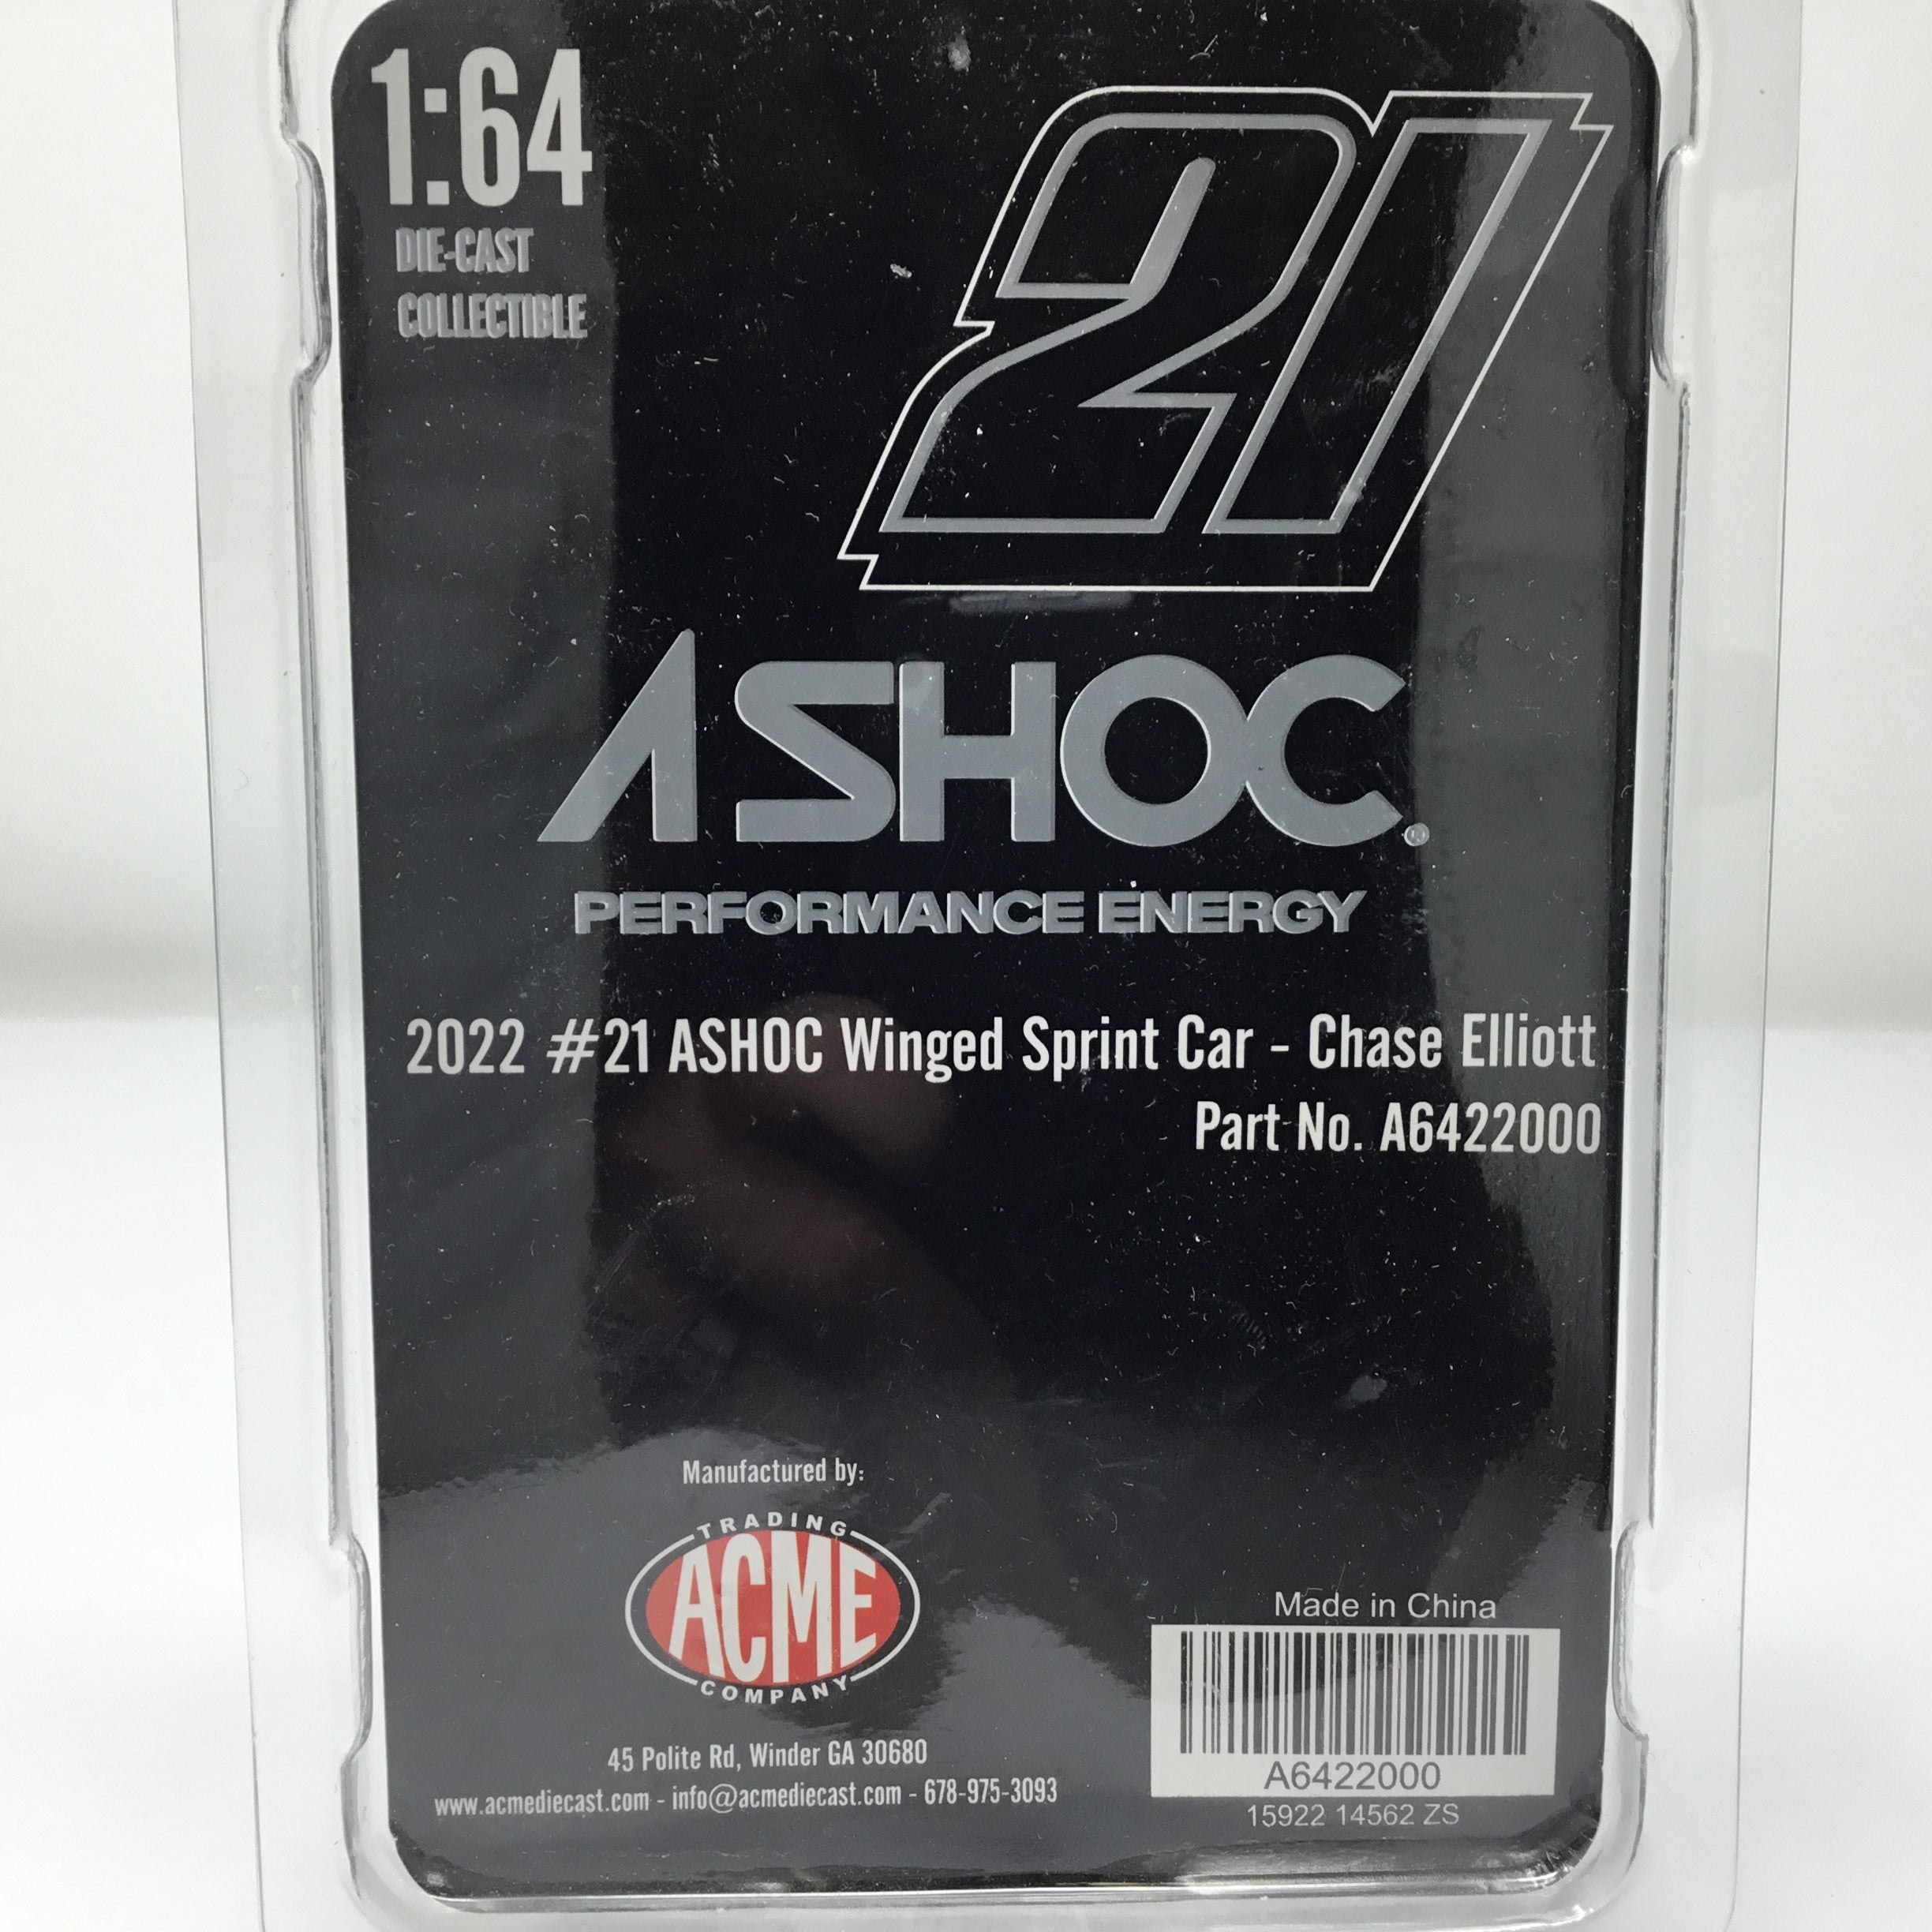 1:64
DIE-CAST
COLLECTIBLE
21
ASHOC®
PERFORMANCE ENERGY
2022 #21 ASHOC Winged Sprint Car - Chase Elliott
Part No. A6422000
Manufactured by:
TRADING
ACME
COMPANY
45 Polite Rd, Winder GA 30680
www.acmediecast.com - info@acmediecast.com - 678-975-3093
Made in China
A6422000
15922 14562 ZS